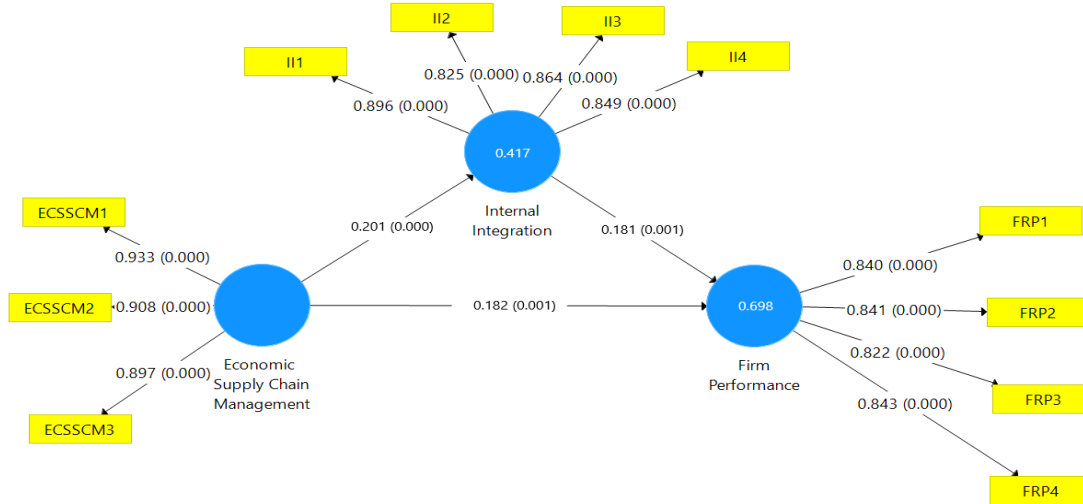 II2
II3
II1
II4
0.825 (0.000)
0.864 (0.000)
0.896 (0.000)
0.849 (0.000)
0.417
ECSSCM1
Internal
Integration
FRP1
0.201 (0.000)
0.181 (0.001)
0.933 (0.000)
0.840 (0.000)
ECSSCM2
0.908 (0.000)
0.182 (0.001)
0.698
0.841 (0.000)
FRP2
0.822 (0.000)
Economic
Supply Chain
Management
Firm
Performance
0.897 (0.000)
FRP3
0.843 (0.000)
ECSSCM3
FRP4